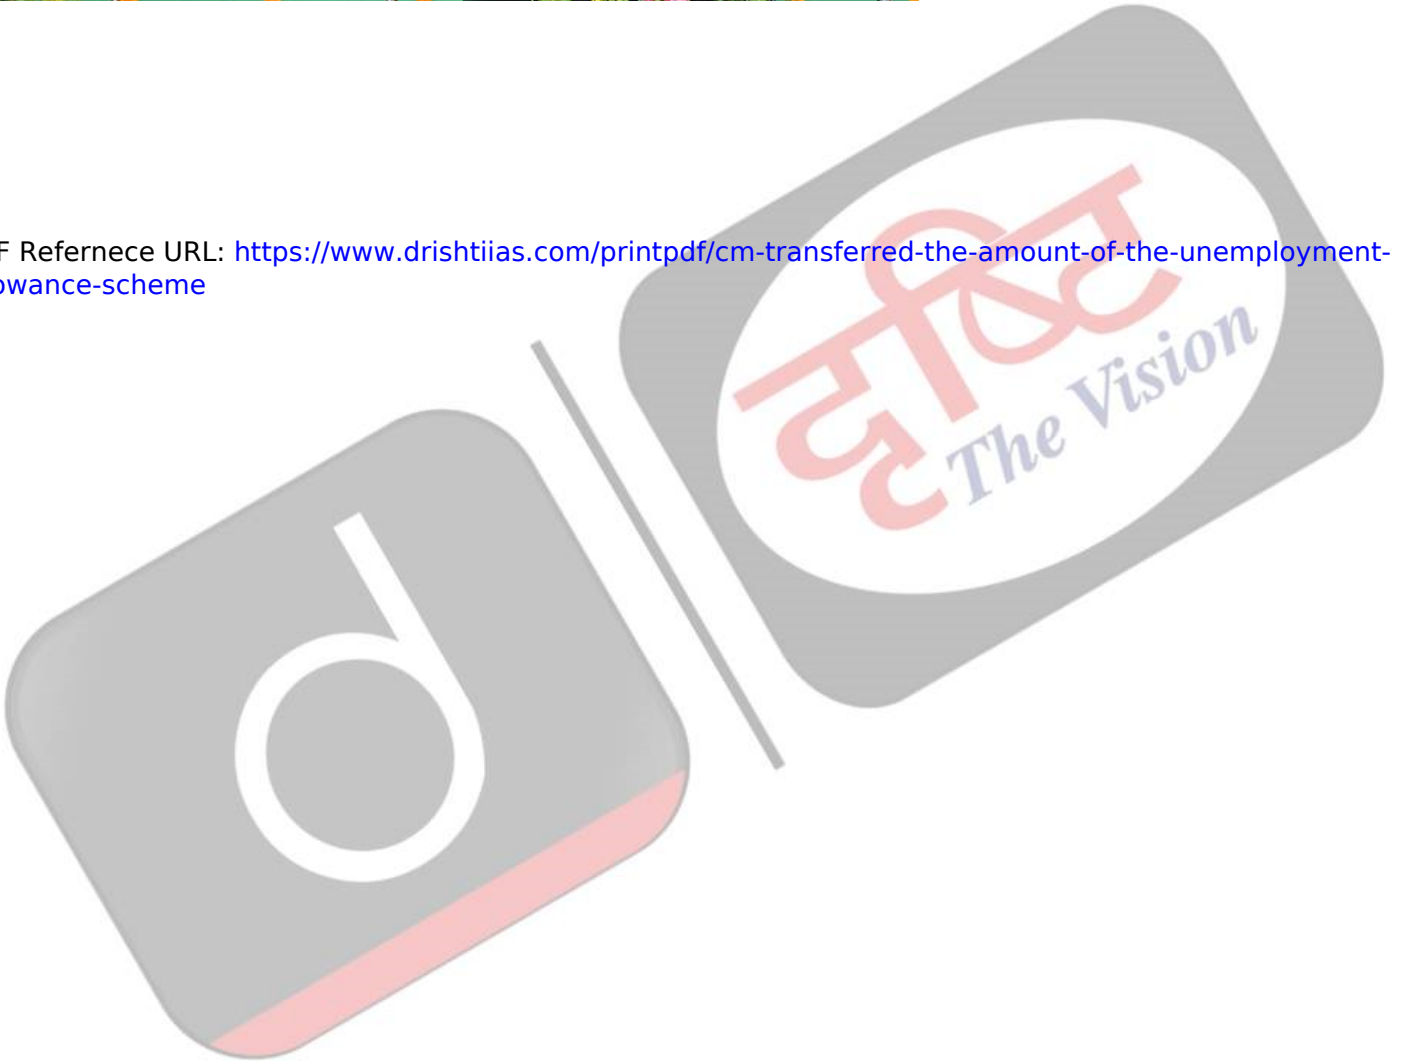 F Refernece URL: https://www.drishtiias.com/printpdf/cm-transferred-the-amount-of-the-unemployment-
owance-scheme
दृष्टि
The Vision
d